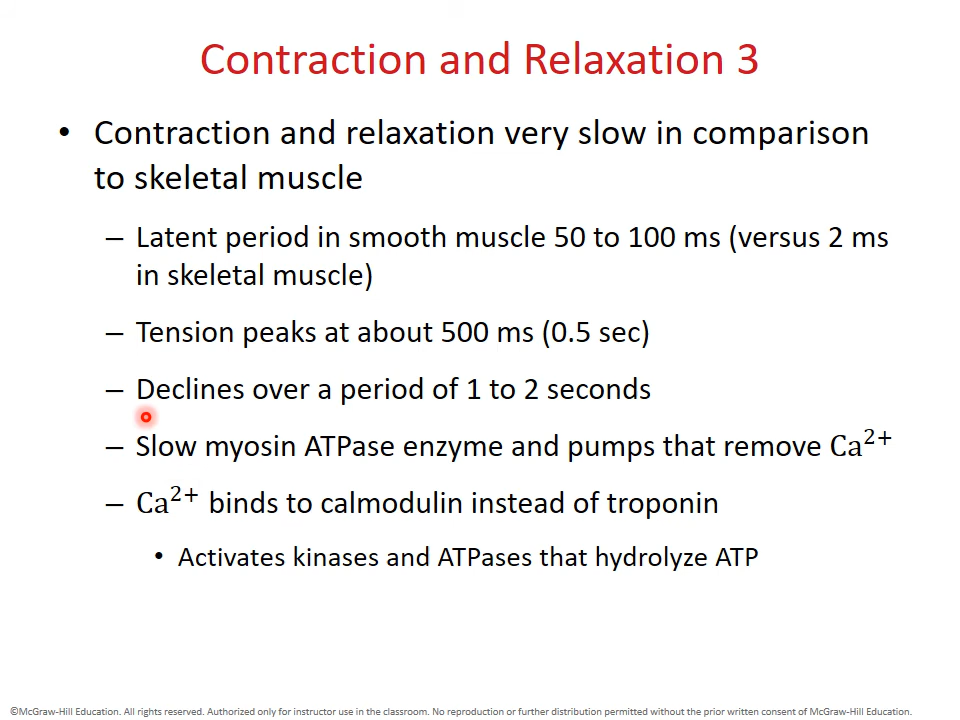 Contraction and Relaxation 3
• Contraction and relaxation very slow in comparison
to skeletal muscle
– Latent period in smooth muscle 50 to 100 ms (versus 2 ms
in skeletal muscle)
– Tension peaks at about 500 ms (0.5 sec)
– Declines over a period of 1 to 2 seconds
– Slow myosin ATPase enzyme and pumps that remove Ca²⁺
– Ca²⁺ binds to calmodulin instead of troponin
• Activates kinases and ATPases that hydrolyze ATP
©McGraw-Hill Education. All rights reserved. Authorized only for instructor use in the classroom. No reproduction or further distribution permitted without the prior written consent of McGraw-Hill Education.